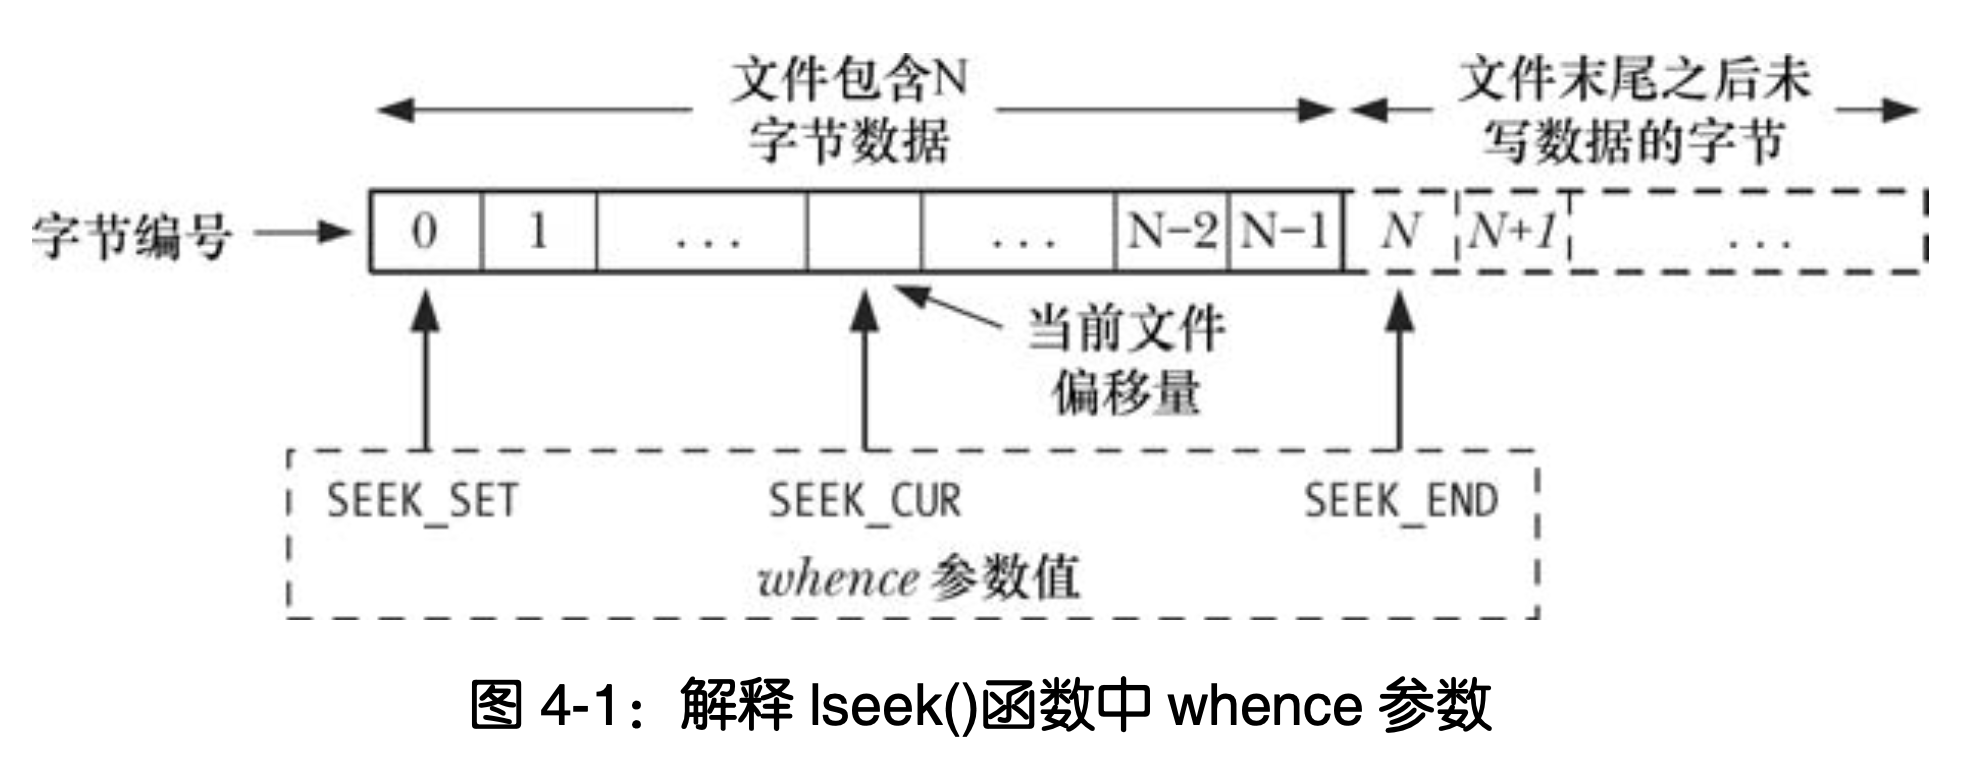 文件包含N
字节数据
文件末尾之后未
写数据的字节
字节编号
0 1 ... ... N-2 N-1 N N+1 ...
当前文件
偏移量
SEEK_SET SEEK_CUR SEEK_END
whence 参数值
图 4-1：解释 lseek()函数中 whence 参数